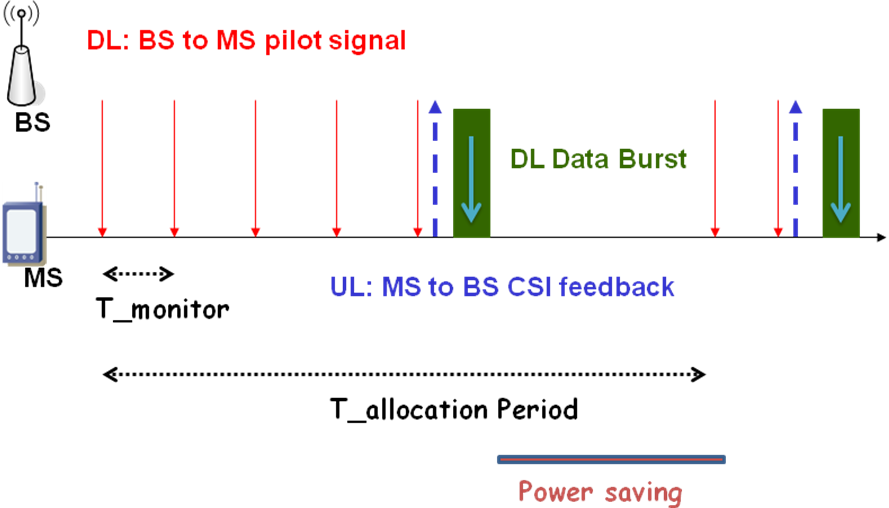 DL: BS to MS pilot signal
BS
DL Data Burst
MS
UL: MS to BS CSI feedback
T_monitor
T_allocation Period
Power saving